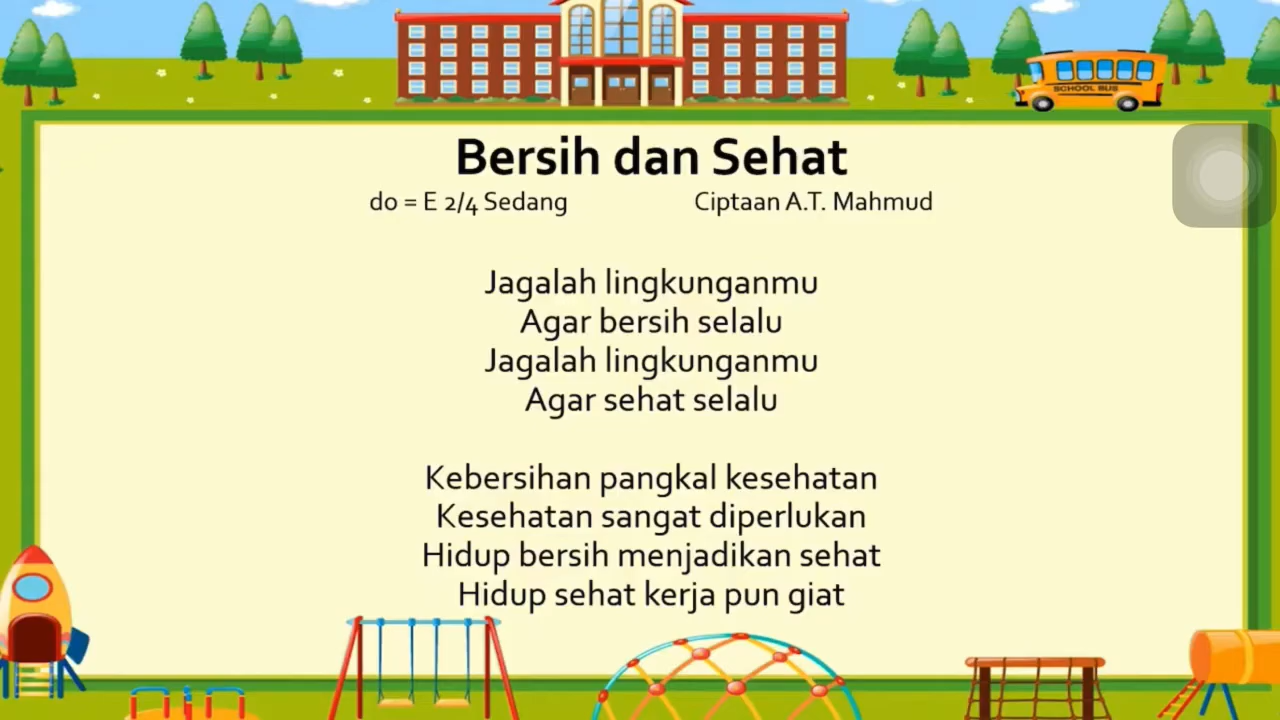 SCHOOL BUS
Bersih dan Sehat
do = E 2/4 Sedang Ciptaan A.T. Mahmud
Jagalah lingkunganmu
Agar bersih selalu
Jagalah lingkunganmu
Agar sehat selalu
Kebersihan pangkal kesehatan
Kesehatan sangat diperlukan
Hidup bersih menjadikan sehat
Hidup sehat kerja pun giat